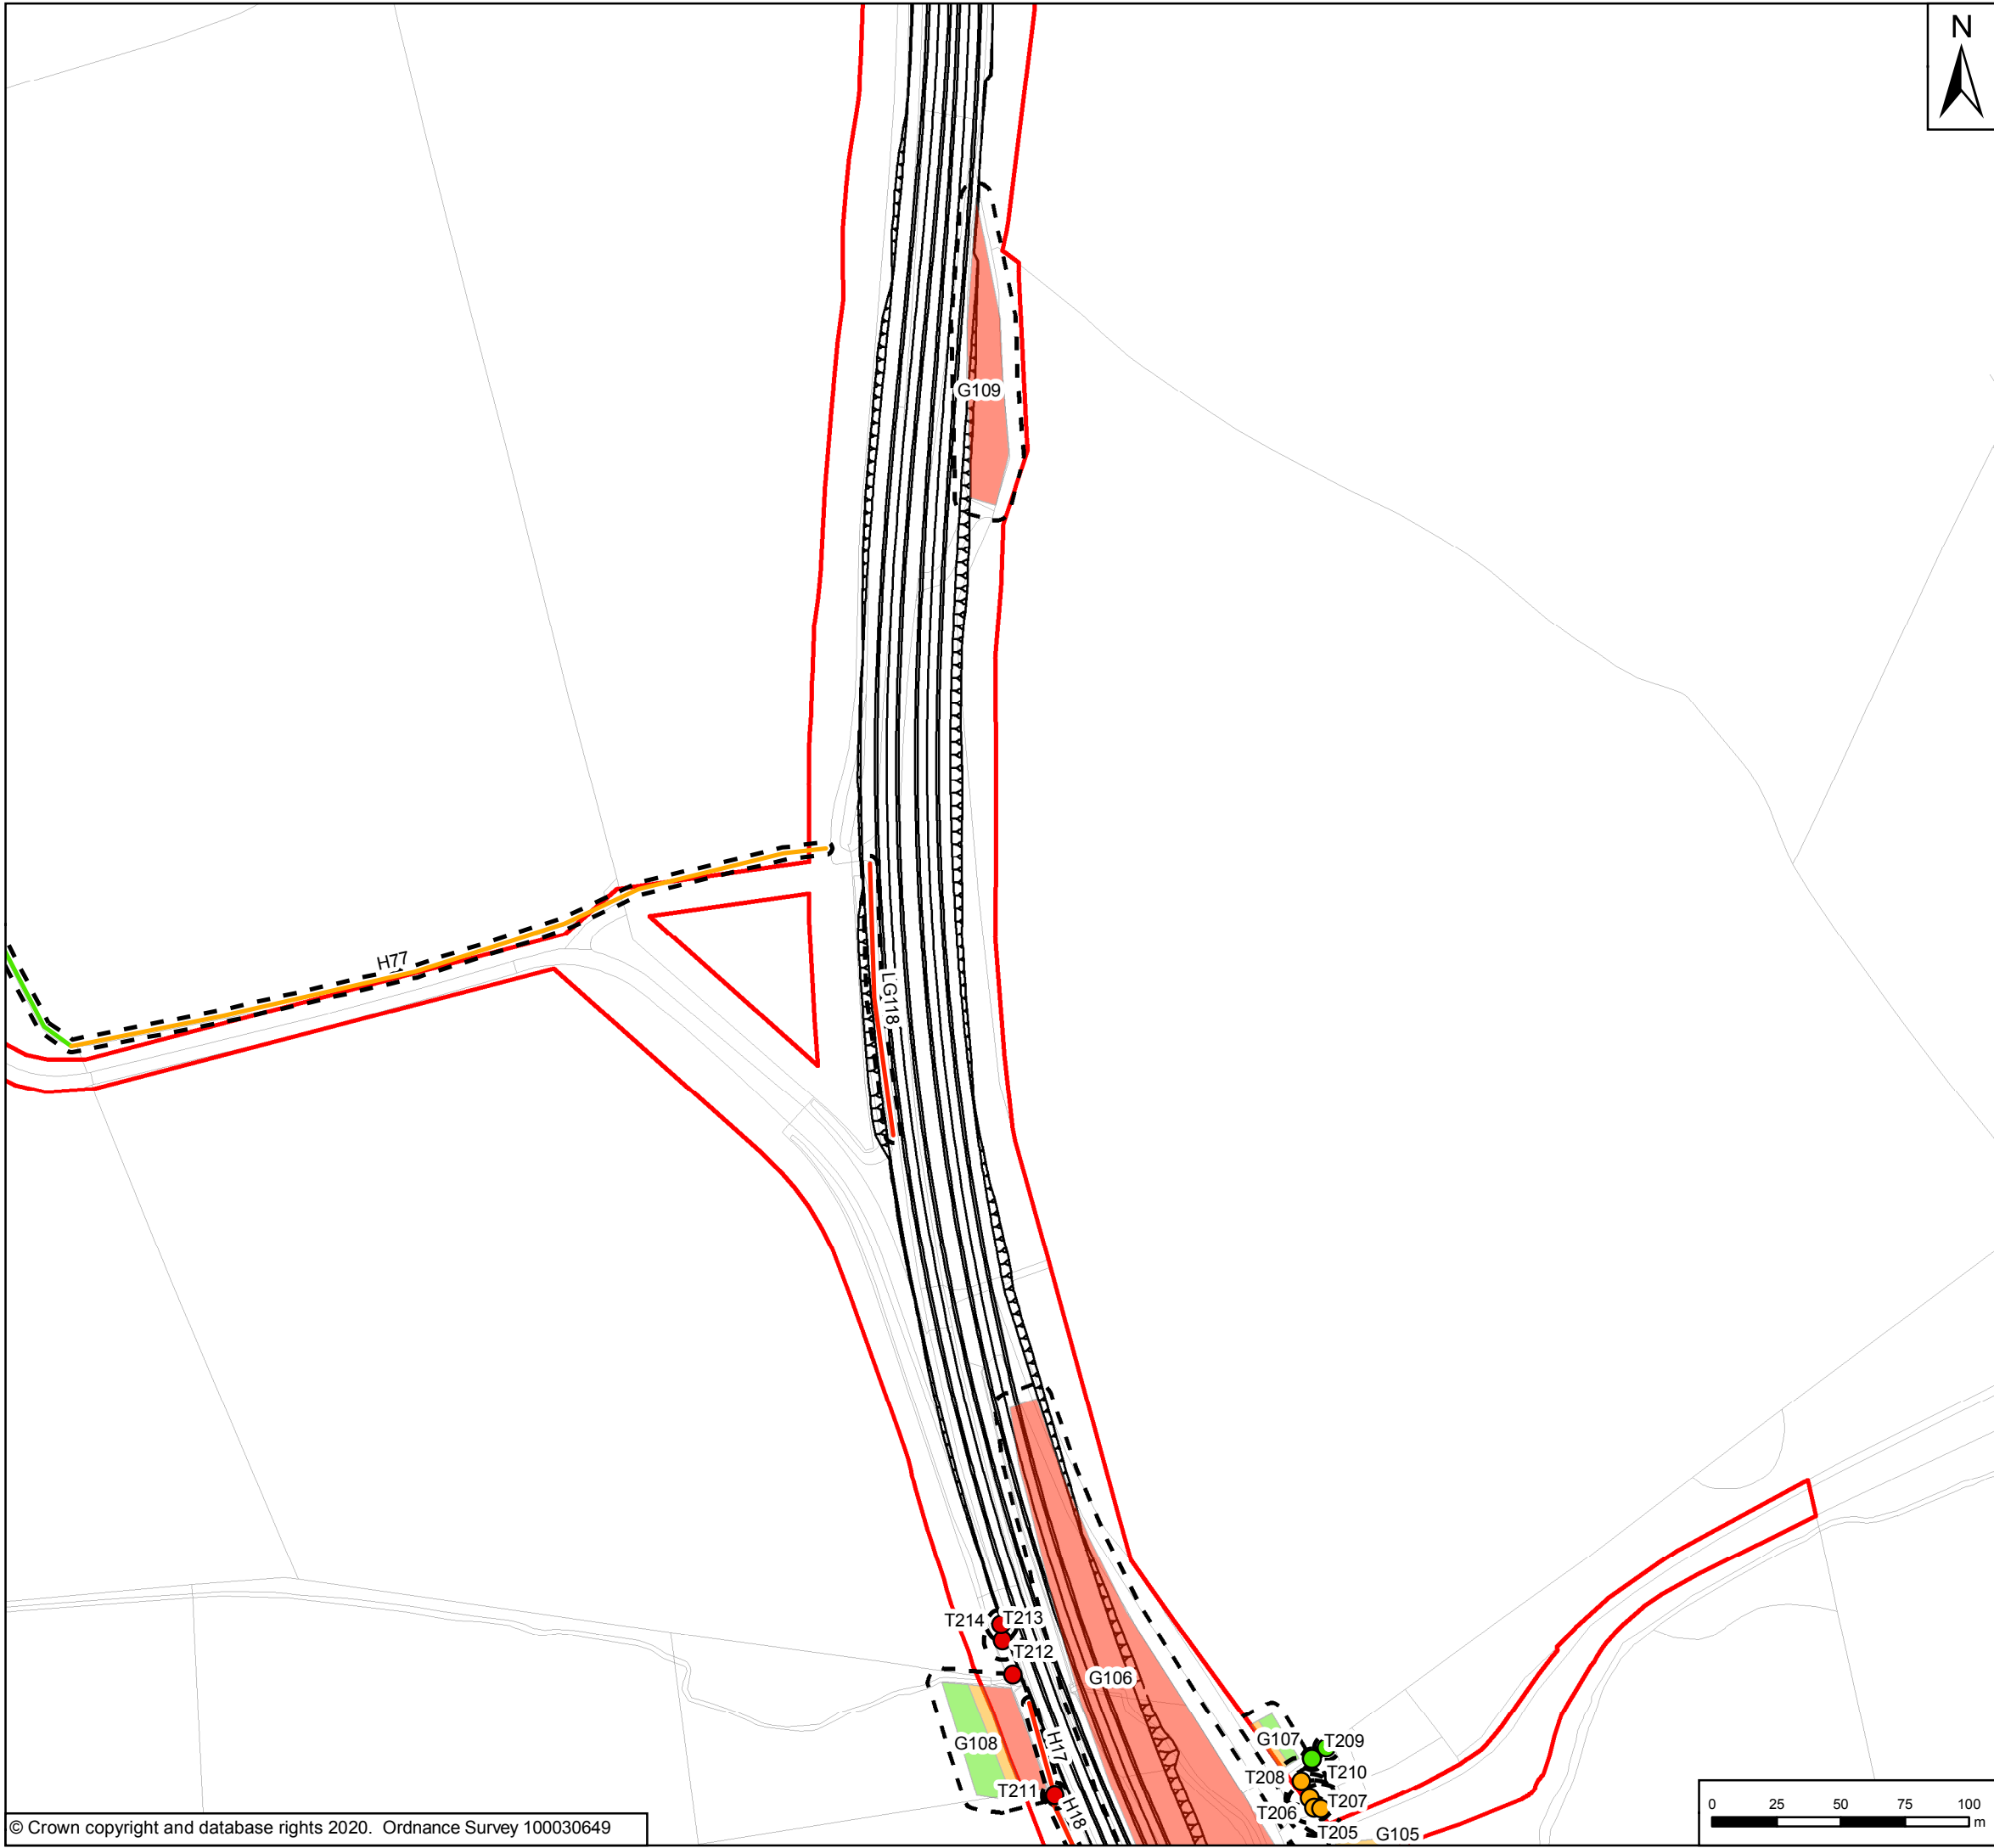 N
G109
H77
LG118
T214
T213
T212
G106
G108
H17
T211
H18
G107
T209
T210
T208
T207
T206
T205
G105
0 25 50 75 100 m
© Crown copyright and database rights 2020. Ordnance Survey 100030649